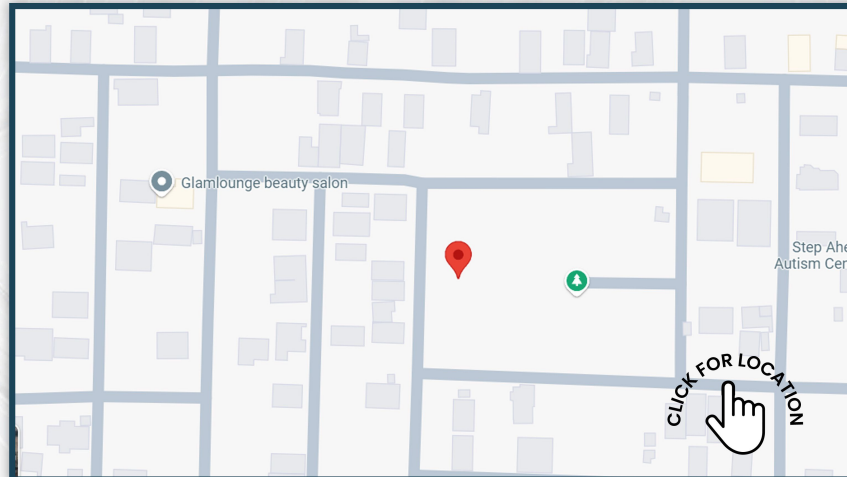 Glamlounge beauty salon
Step Ahe
Autism Cen
CLICK FOR LOCATION